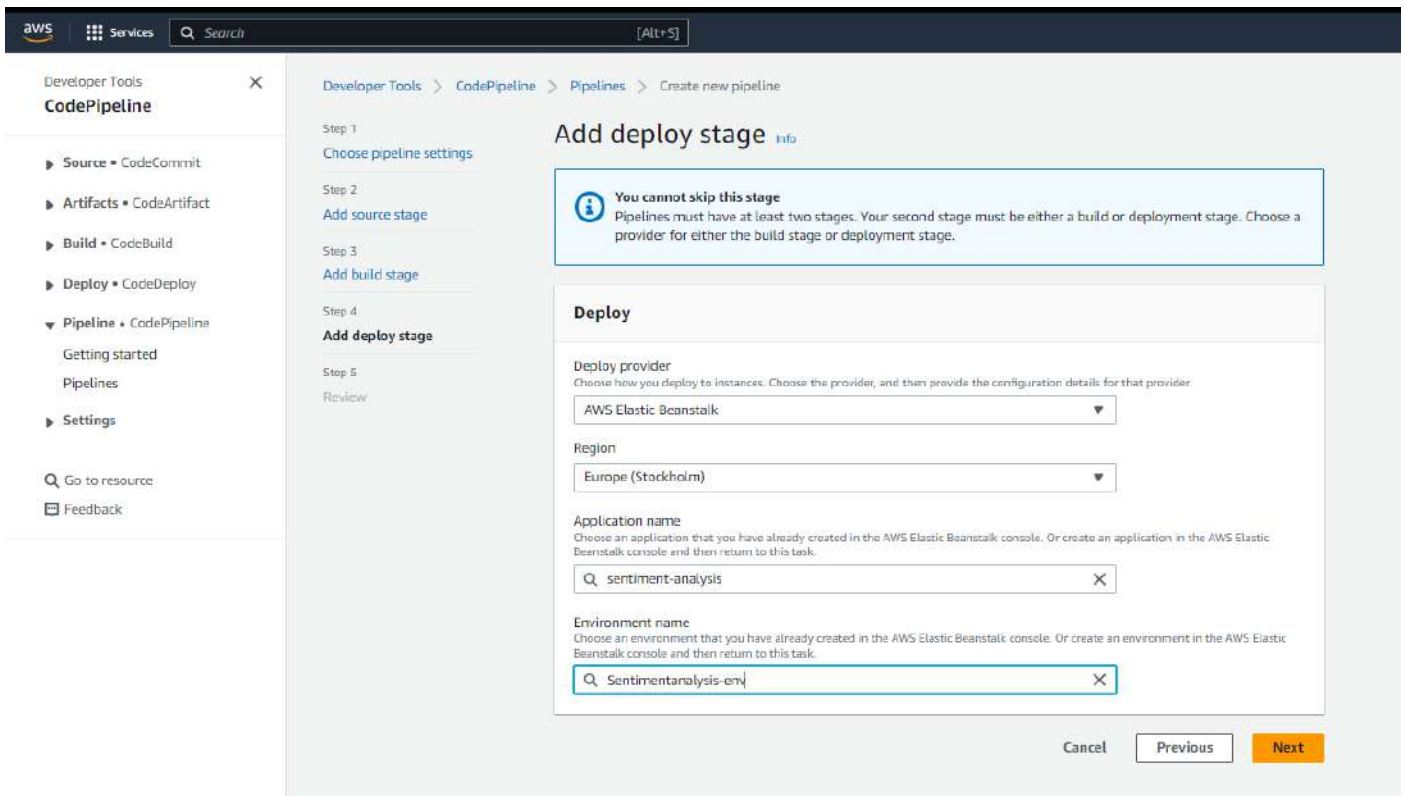 aws
Services
Search
[Alt+S]
Developer Tools
CodePipeline
Source • CodeCommit
Artifacts • CodeArtifact
Build • CodeBuild
Deploy • CodeDeploy
Pipeline • CodePipeline
Getting started
Pipelines
Settings
Go to resource
Feedback
Developer Tools > CodePipeline > Pipelines > Create new pipeline
Step 1
Choose pipeline settings
Step 2
Add source stage
Step 3
Add build stage
Step 4
Add deploy stage
Step 5
Review
Add deploy stage Info
You cannot skip this stage
Pipelines must have at least two stages. Your second stage must be either a build or deployment stage. Choose a
provider for either the build stage or deployment stage.
Deploy
Deploy provider
Choose how you deploy to instances. Choose the provider, and then provide the configuration details for that provider.
AWS Elastic Beanstalk
Region
Europe (Stockholm)
Application name
Choose an application that you have already created in the AWS Elastic Beanstalk console. Or create an application in the AWS Elastic
Beanstalk console and then return to this task.
sentiment-analysis
Environment name
Choose an environment that you have already created in the AWS Elastic Beanstalk console. Or create an environment in the AWS Elastic
Beanstalk console and then return to this task.
Sentimentanalysis-env
Cancel
Previous
Next